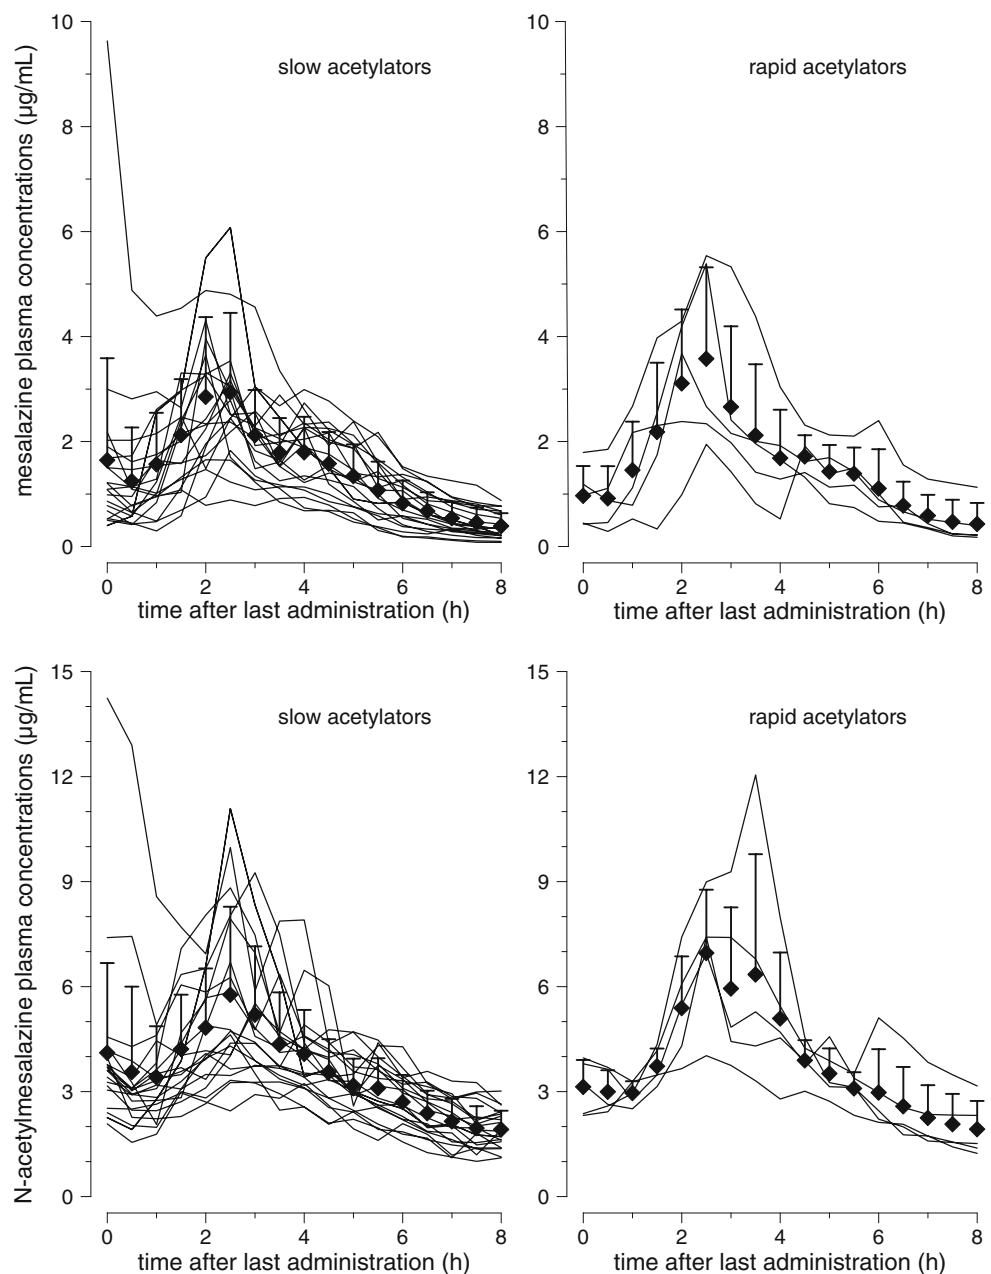 mesalazine plasma concentrations (µg/mL)
10
8
6
4
2
0
slow acetylators
0 2 4 6 8
time after last administration (h)
10
8
6
4
2
0
rapid acetylators
0 2 4 6 8
time after last administration (h)
N-acetylmesalazine plasma concentrations (µg/mL)
15
12
9
6
3
0
slow acetylators
0 2 4 6 8
time after last administration (h)
15
12
9
6
3
0
rapid acetylators
0 2 4 6 8
time after last administration (h)